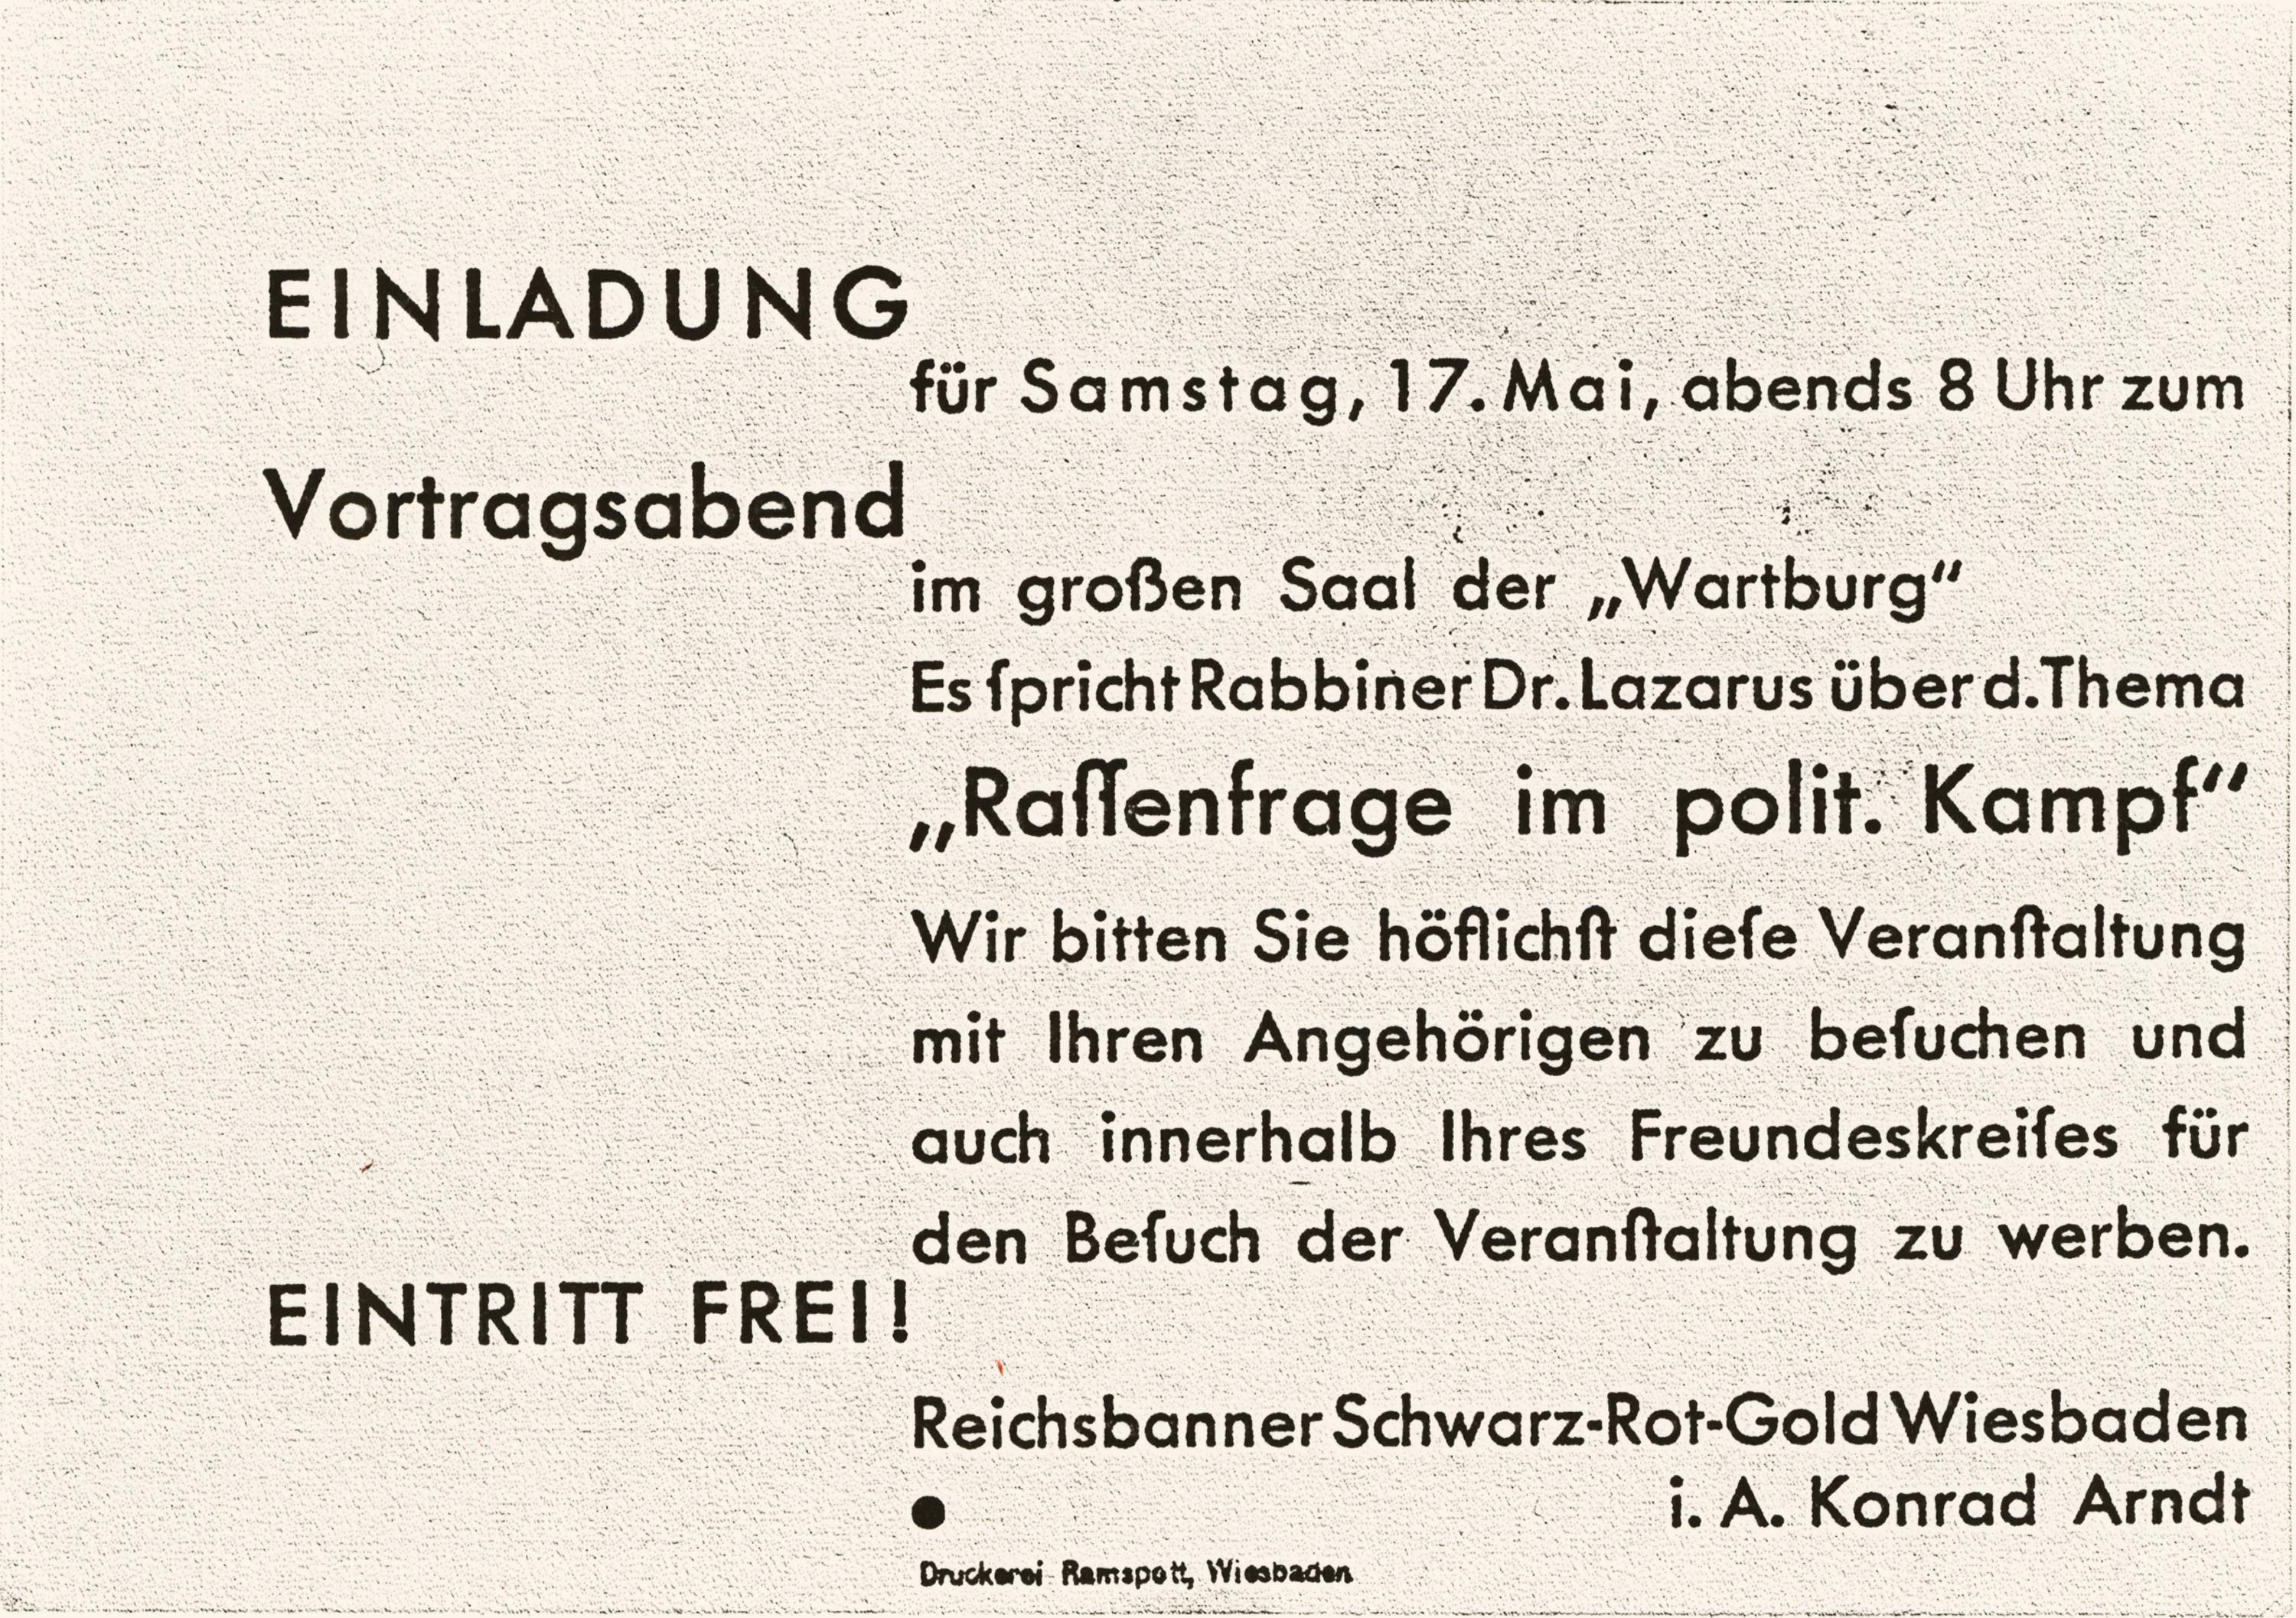 EINLADUNG
für Samstag, 17. Mai, abends 8 Uhr zum
Vortragsabend
im großen Saal der „Wartburg“
Es ſpricht Rabbiner Dr. Lazarus über d. Thema
„Raſſenfrage im polit. Kampf“
Wir bitten Sie höflichſt dieſe Veranſtaltung
mit Ihren Angehörigen zu beſuchen und
auch innerhalb Ihres Freundeskreiſes für
den Beſuch der Veranſtaltung zu werben.
EINTRITT FREI!
Reichsbanner Schwarz-Rot-Gold Wiesbaden
i. A. Konrad Arndt
Druckerei Ramspott, Wiesbaden